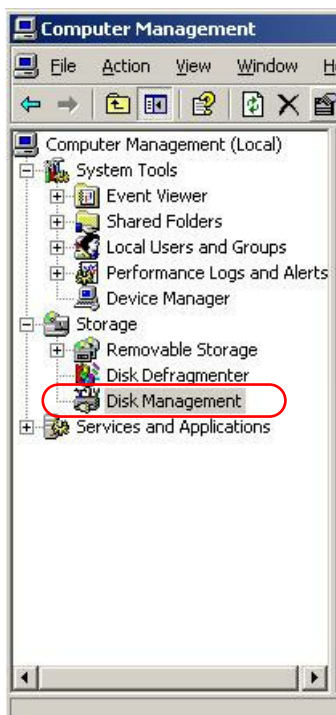 Computer Management
File Action View Window H
Computer Management (Local)
System Tools
Event Viewer
Shared Folders
Local Users and Groups
Performance Logs and Alerts
Device Manager
Storage
Removable Storage
Disk Defragmenter
Disk Management
Services and Applications